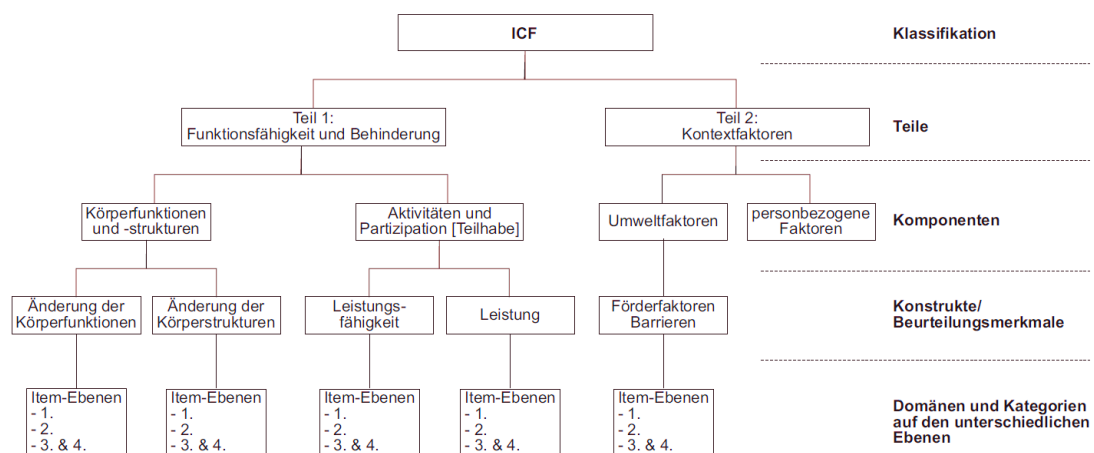 ICF
Klassifikation
Teil 1:
Funktionsfähigkeit und Behinderung
Teil 2:
Kontextfaktoren
Teile
Körperfunktionen
und -strukturen
Aktivitäten und
Partizipation [Teilhabe]
Umweltfaktoren
personbezogene
Faktoren
Komponenten
Änderung der
Körperfunktionen
Änderung der
Körperstrukturen
Leistungs-
fähigkeit
Leistung
Förderfaktoren
Barrieren
Konstrukte/
Beurteilungsmerkmale
Item-Ebenen
- 1.
- 2.
- 3. & 4.
Item-Ebenen
- 1.
- 2.
- 3. & 4.
Item-Ebenen
- 1.
- 2.
- 3. & 4.
Item-Ebenen
- 1.
- 2.
- 3. & 4.
Item-Ebenen
- 1.
- 2.
- 3. & 4.
Domänen und Kategorien
auf den unterschiedlichen
Ebenen